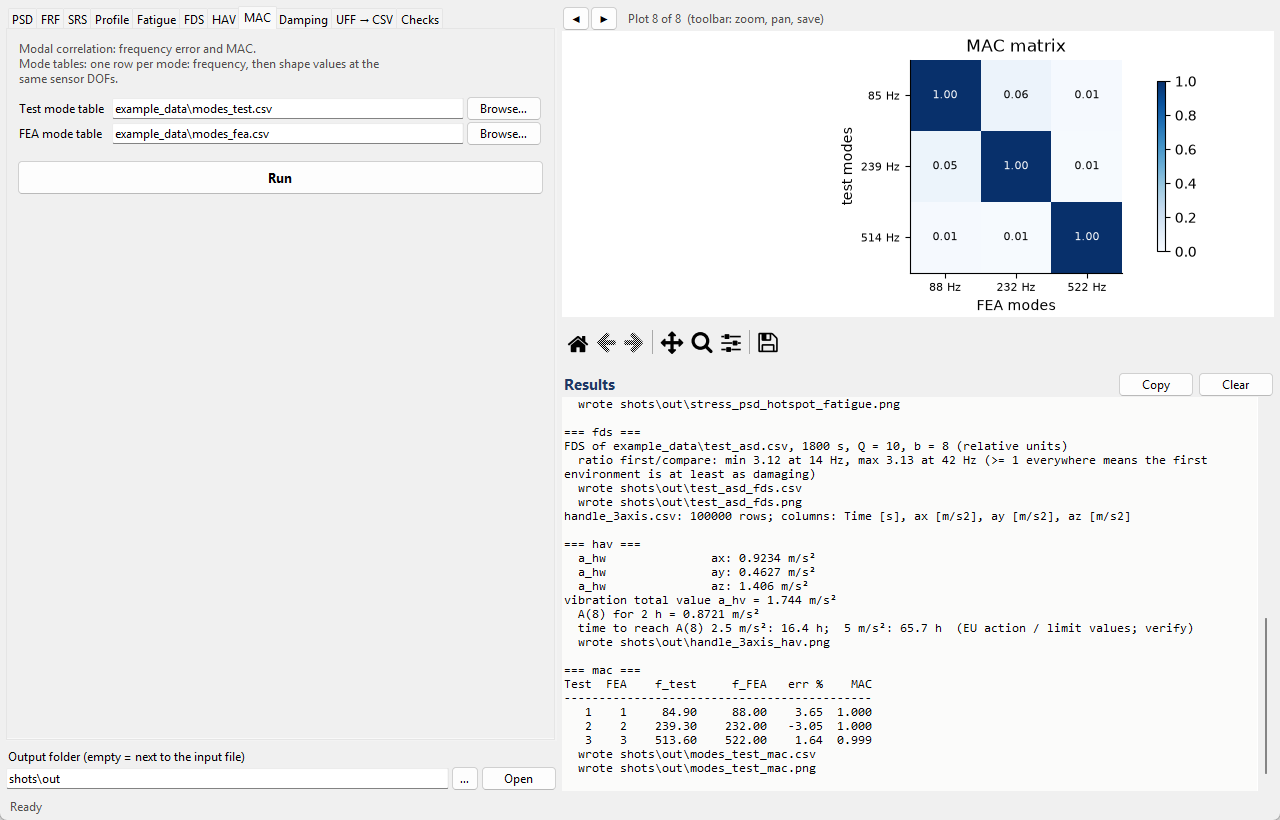 PSD FRF SRS Profile Fatigue FDS HAV MAC Damping UFF → CSV Checks
Modal correlation: frequency error and MAC.
Mode tables: one row per mode: frequency, then shape values at the
same sensor DOFs.
Test mode table example_data\modes_test.csv Browse...
FEA mode table example_data\modes_fea.csv Browse...
Run
Output folder (empty = next to the input file)
shots\out ... Open
Ready
◄ ► Plot 8 of 8 (toolbar: zoom, pan, save)
MAC matrix
test modes
85 Hz 1.00 0.06 0.01
239 Hz 0.05 1.00 0.01
514 Hz 0.01 0.01 1.00
88 Hz 232 Hz 522 Hz
FEA modes
1.0
0.8
0.6
0.4
0.2
0.0
Results Copy Clear
wrote shots\out\stress_psd_hotspot_fatigue.png
=== fds ===
FDS of example_data\test_asd.csv, 1800 s, Q = 10, b = 8 (relative units)
ratio first/compare: min 3.12 at 14 Hz, max 3.13 at 42 Hz (>= 1 everywhere means the first
environment is at least as damaging)
wrote shots\out\test_asd_fds.csv
wrote shots\out\test_asd_fds.png
handle_3axis.csv: 100000 rows; columns: Time [s], ax [m/s2], ay [m/s2], az [m/s2]
=== hav ===
a_hw ax: 0.9234 m/s²
a_hw ay: 0.4627 m/s²
a_hw az: 1.406 m/s²
vibration total value a_hv = 1.744 m/s²
A(8) for 2 h = 0.8721 m/s²
time to reach A(8) 2.5 m/s²: 16.4 h; 5 m/s²: 65.7 h (EU action / limit values; verify)
wrote shots\out\handle_3axis_hav.png
=== mac ===
Test FEA f_test f_FEA err % MAC
--------------------------------------------
1 1 84.90 88.00 3.65 1.000
2 2 239.30 232.00 -3.05 1.000
3 3 513.60 522.00 1.64 0.999
wrote shots\out\modes_test_mac.csv
wrote shots\out\modes_test_mac.png